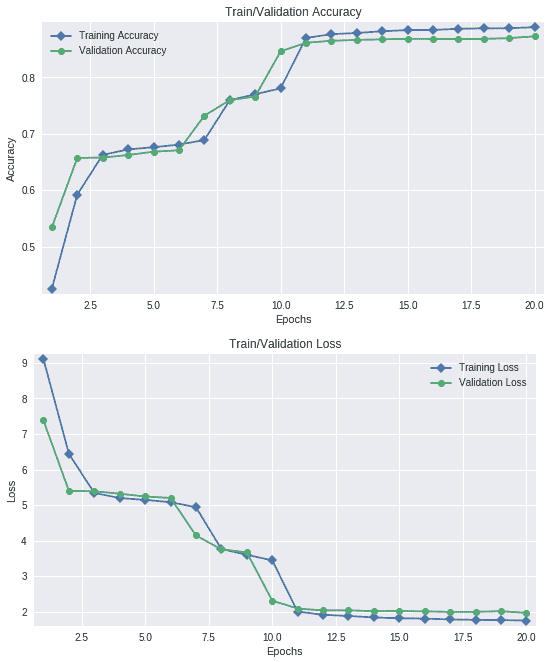 Train/Validation Accuracy
Training Accuracy
Validation Accuracy
0.8
0.7
0.6
0.5
Accuracy
2.5 5.0 7.5 10.0 12.5 15.0 17.5 20.0
Epochs
Train/Validation Loss
Training Loss
Validation Loss
9
8
7
6
5
4
3
2
Loss
2.5 5.0 7.5 10.0 12.5 15.0 17.5 20.0
Epochs